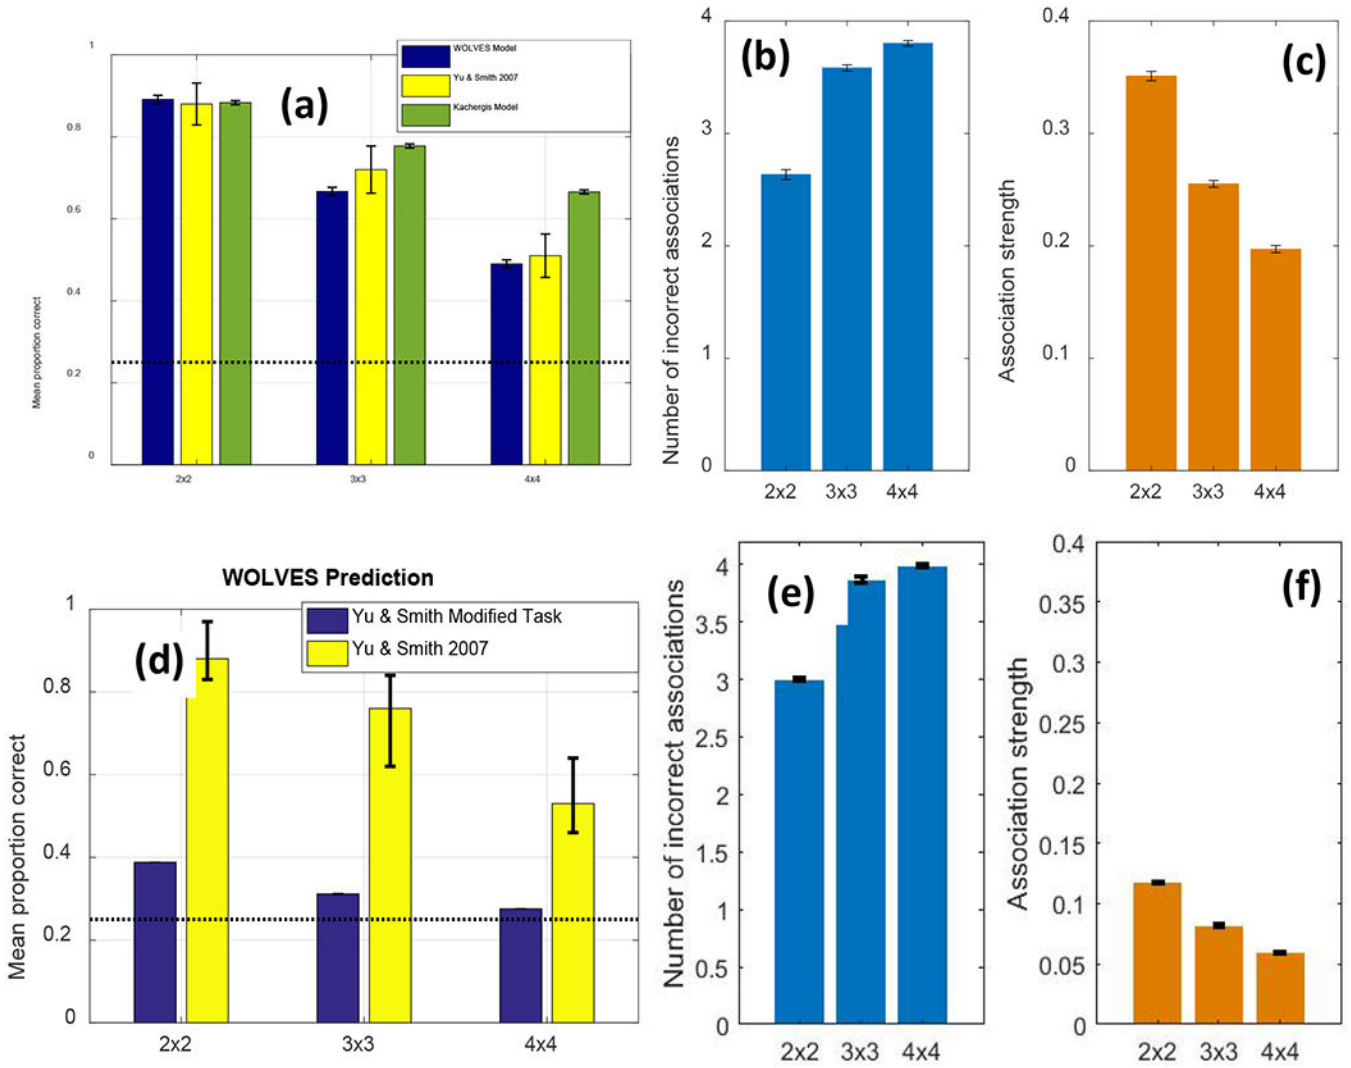 (a)
WOLVES Model
Yu & Smith 2007
Kachergis Model
Mean proportion correct
1
0.8
0.6
0.4
0.2
0
2x2 3x3 4x4
(b)
Number of incorrect associations
4
3
2
1
0
2x2 3x3 4x4
(c)
Association strength
0.4
0.3
0.2
0.1
0
2x2 3x3 4x4
WOLVES Prediction
(d)
Yu & Smith Modified Task
Yu & Smith 2007
Mean proportion correct
1
0.8
0.6
0.4
0.2
0
2x2 3x3 4x4
(e)
Number of incorrect associations
4
3.5
3
2.5
2
1.5
1
0.5
0
2x2 3x3 4x4
(f)
Association strength
0.4
0.35
0.3
0.25
0.2
0.15
0.1
0.05
0
2x2 3x3 4x4